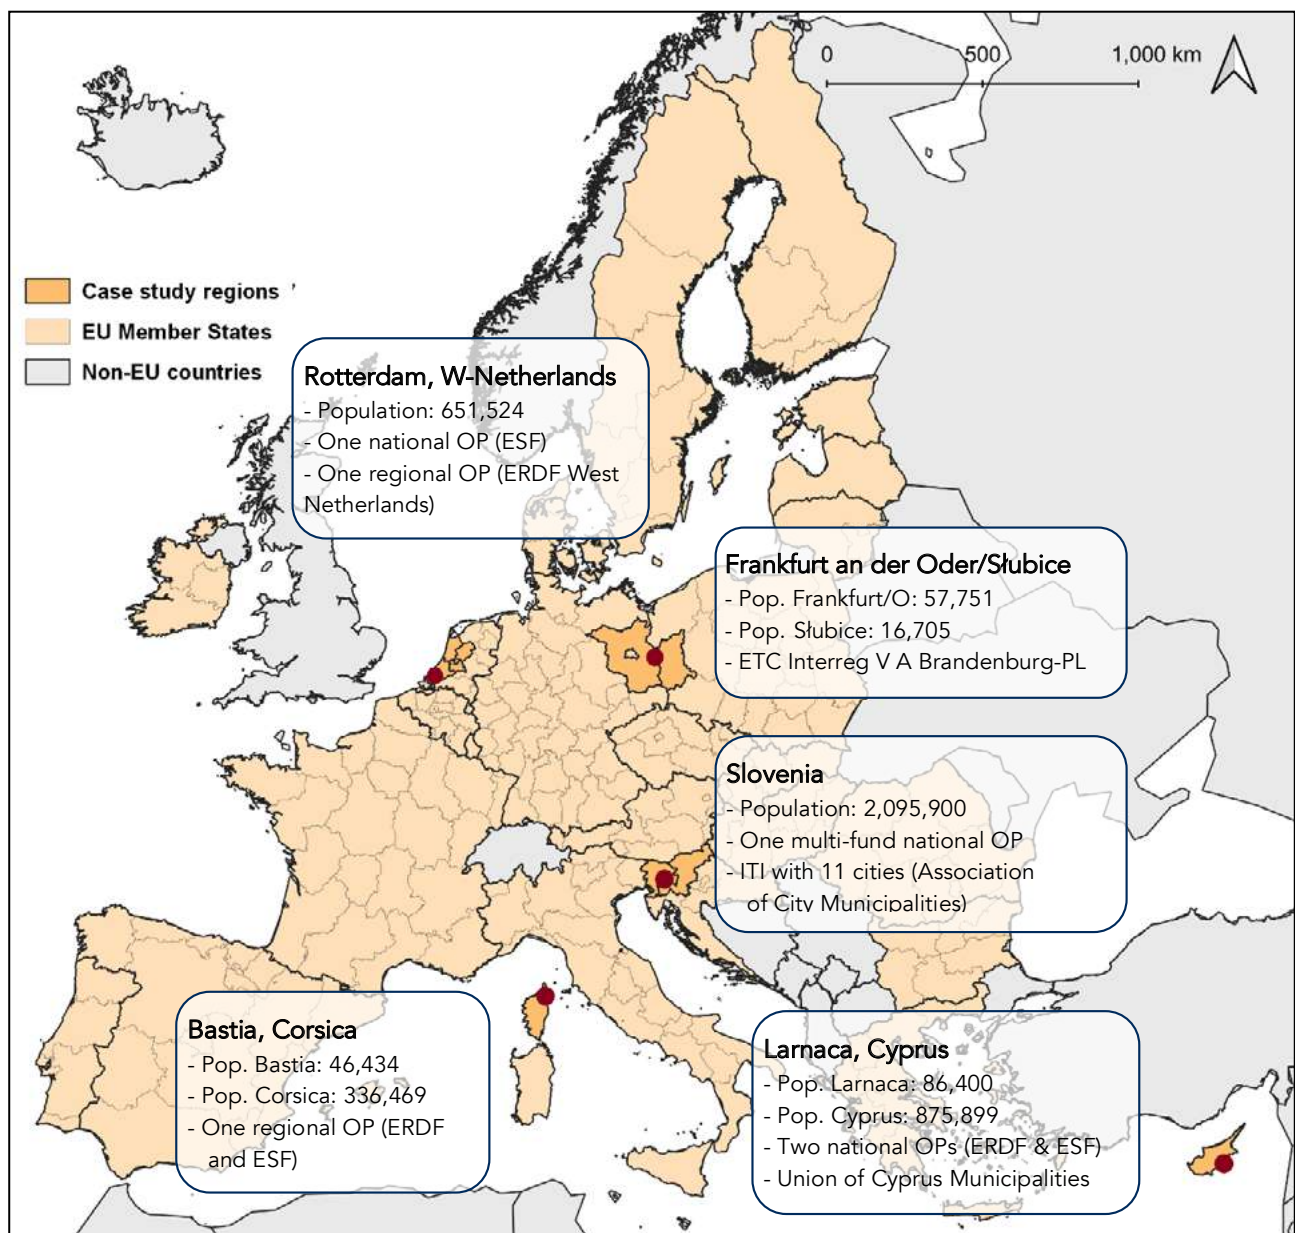 0 500 1,000 km
Case study regions
EU Member States
Non-EU countries
Rotterdam, W-Netherlands
- Population: 651,524
- One national OP (ESF)
- One regional OP (ERDF West
Netherlands)
Frankfurt an der Oder/Słubice
- Pop. Frankfurt/O: 57,751
- Pop. Słubice: 16,705
- ETC Interreg V A Brandenburg-PL
Slovenia
- Population: 2,095,900
- One multi-fund national OP
- ITI with 11 cities (Association
of City Municipalities)
Bastia, Corsica
- Pop. Bastia: 46,434
- Pop. Corsica: 336,469
- One regional OP (ERDF
and ESF)
Larnaca, Cyprus
- Pop. Larnaca: 86,400
- Pop. Cyprus: 875,899
- Two national OPs (ERDF & ESF)
- Union of Cyprus Municipalities